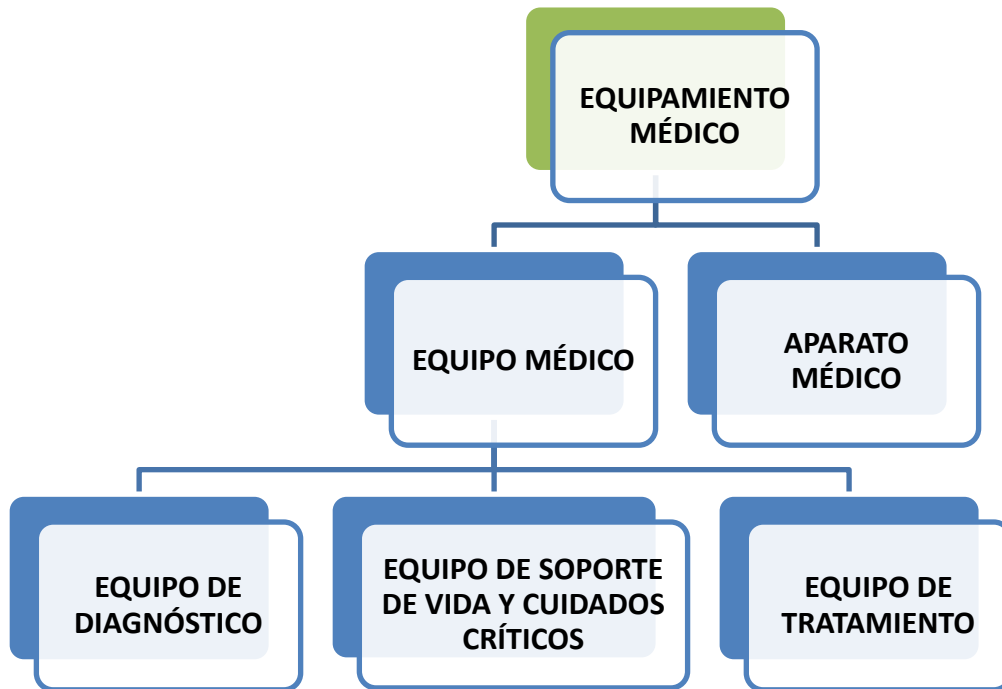 EQUIPAMIENTO
MÉDICO
EQUIPO MÉDICO
APARATO
MÉDICO
EQUIPO DE
DIAGNÓSTICO
EQUIPO DE SOPORTE
DE VIDA Y CUIDADOS
CRÍTICOS
EQUIPO DE
TRATAMIENTO